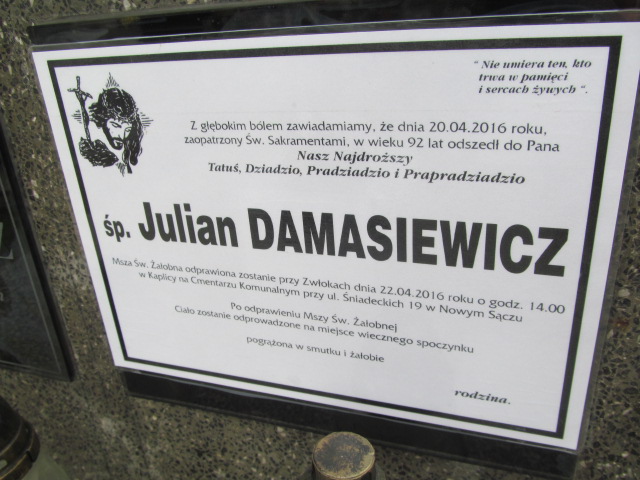 " Nie umiera ten, kto
trwa w pamięci
i sercach żywych ".
Z głębokim bólem zawiadamiamy, że dnia 20.04.2016 roku,
zaopatrzony Św. Sakramentami, w wieku 92 lat odszedł do Pana
Nasz Najdroższy
Tatuś, Dziadzio, Pradziadzio i Prapradziadzio
śp. Julian DAMASIEWICZ
Msza Św. Żałobna odprawiona zostanie przy Zwłokach dnia 22.04.2016 roku o godz. 14.00
w Kaplicy na Cmentarzu Komunalnym przy ul. Śniadeckich 19 w Nowym Sączu
Po odprawieniu Mszy Św. Żałobnej
Ciało zostanie odprowadzone na miejsce wiecznego spoczynku
pogrążona w smutku i żałobie
rodzina.